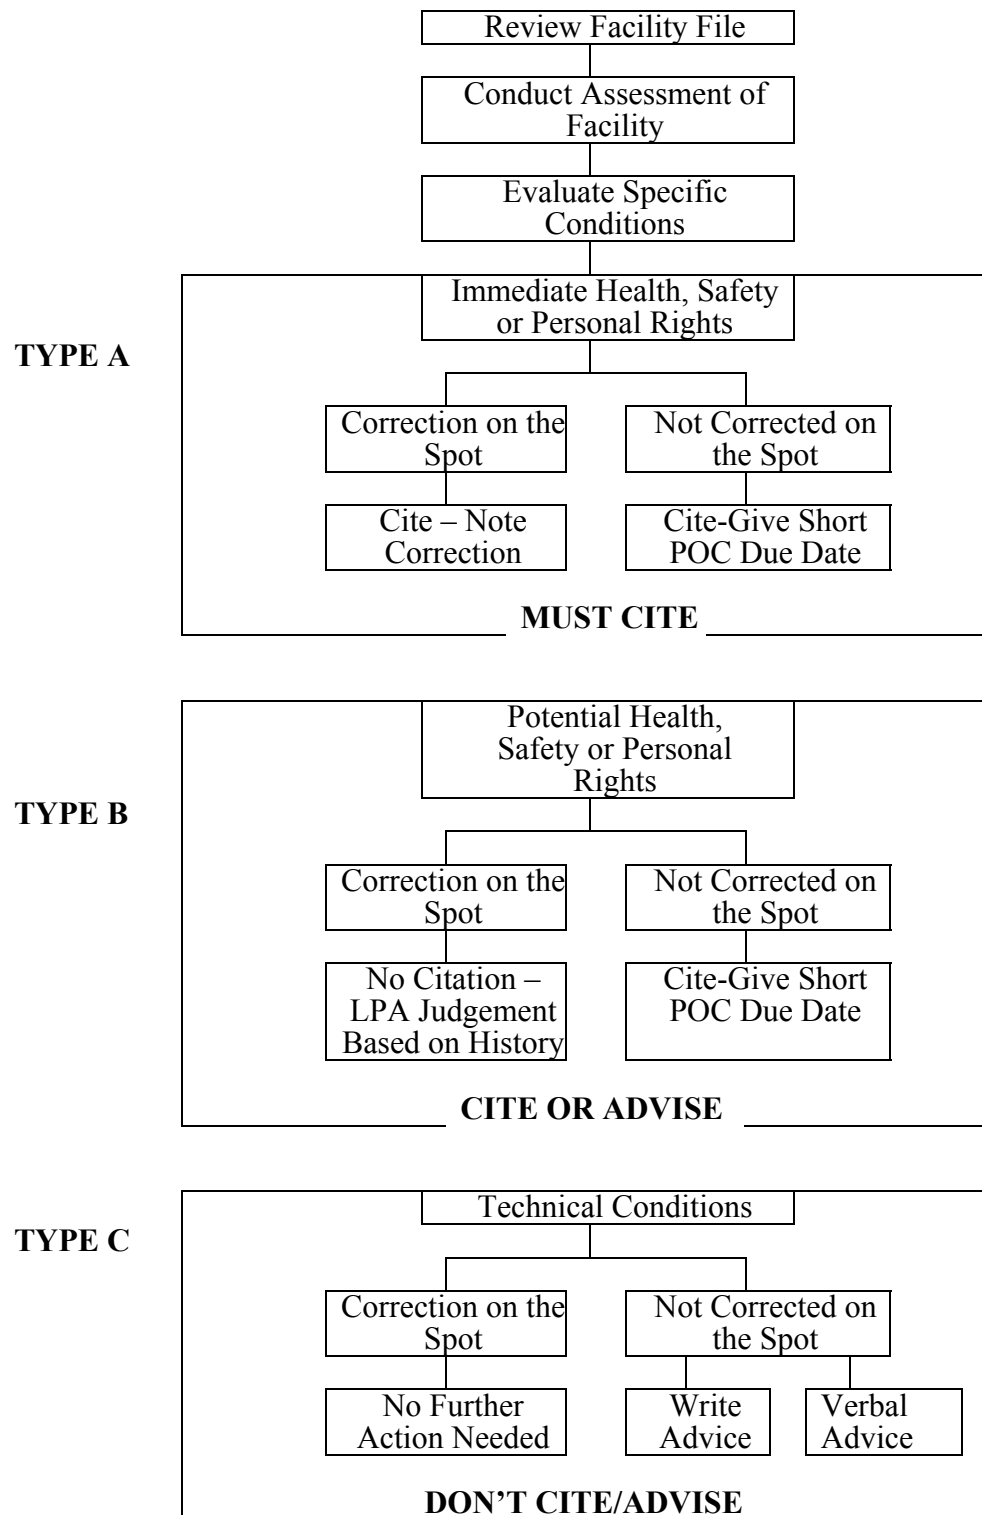 Review Facility File
Conduct Assessment of
Facility
Evaluate Specific
Conditions
Immediate Health, Safety
or Personal Rights
TYPE A
Correction on the
Spot
Not Corrected on
the Spot
Cite – Note
Correction
Cite-Give Short
POC Due Date
MUST CITE
Potential Health,
Safety or Personal
Rights
TYPE B
Correction on the
Spot
Not Corrected on
the Spot
No Citation –
LPA Judgement
Based on History
Cite-Give Short
POC Due Date
CITE OR ADVISE
Technical Conditions
TYPE C
Correction on the
Spot
Not Corrected on
the Spot
No Further
Action Needed
Write
Advice
Verbal
Advice
DON’T CITE/ADVISE